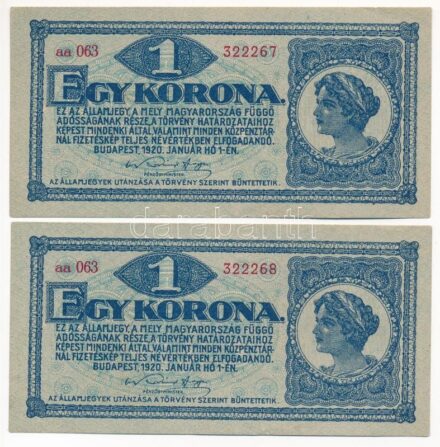 aa 063 1 322267
EGY KORONA.
EZ AZ ÁLLAMJEGY, A MELY MAGYARORSZÁG FÜGGŐ
ADÓSSÁGÁNAK RÉSZE, A TÖRVÉNY HATÁROZATAIHOZ
KÉPEST MINDENKI ÁLTAL, VALAMINT MINDEN KÖZPÉNZTÁR-
NÁL FIZETÉSKÉP TELJES NÉVÉRTÉKBEN ELFOGADANDÓ.
BUDAPEST, 1920. JANUÁR HÓ 1-ÉN.
PÉNZÜGYMINISTER.
AZ ÁLLAMJEGYEK UTÁNZÁSA A TÖRVÉNY SZERINT BÜNTETTETIK.
darabanth
aa 063 1 322268
EGY KORONA.
EZ AZ ÁLLAMJEGY, A MELY MAGYARORSZÁG FÜGGŐ
ADÓSSÁGÁNAK RÉSZE, A TÖRVÉNY HATÁROZATAIHOZ
KÉPEST MINDENKI ÁLTAL, VALAMINT MINDEN KÖZPÉNZTÁR-
NÁL FIZETÉSKÉP TELJES NÉVÉRTÉKBEN ELFOGADANDÓ.
BUDAPEST, 1920. JANUÁR HÓ 1-ÉN.
PÉNZÜGYMINISTER.
AZ ÁLLAMJEGYEK UTÁNZÁSA A TÖRVÉNY SZERINT BÜNTETTETIK.